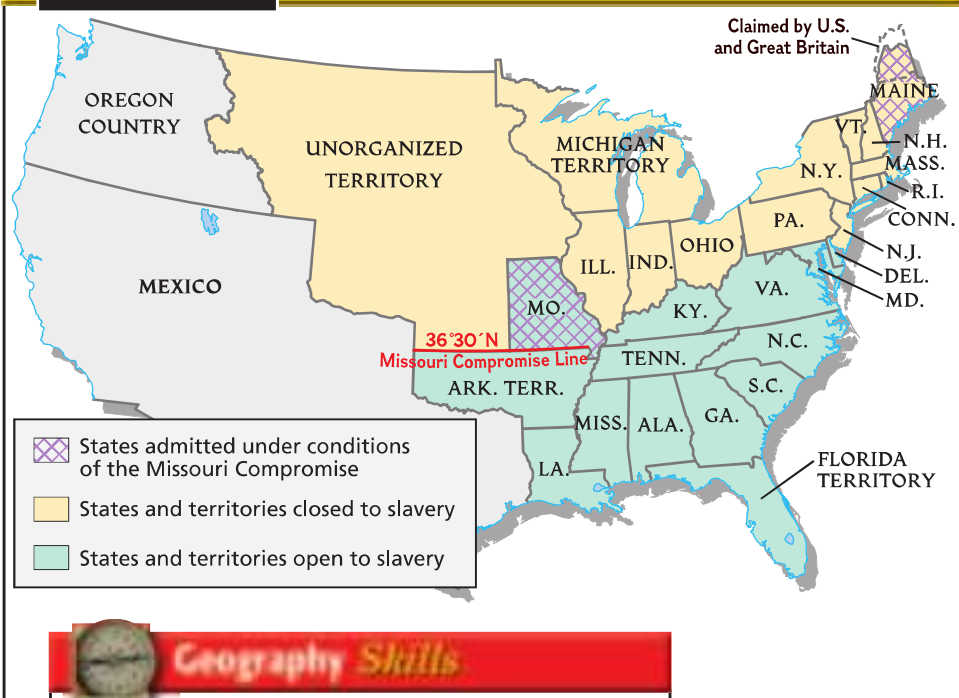 Claimed by U.S.
and Great Britain
OREGON
COUNTRY
UNORGANIZED
TERRITORY
MICHIGAN
TERRITORY
MAINE
VT.
N.H.
MASS.
N.Y.
R.I.
CONN.
PA.
N.J.
DEL.
MD.
OHIO
IND.
ILL.
MEXICO
MO.
KY.
VA.
36°30´N
Missouri Compromise Line
TENN.
N.C.
ARK. TERR.
S.C.
MISS.
ALA.
GA.
LA.
FLORIDA
TERRITORY
States admitted under conditions
of the Missouri Compromise
States and territories closed to slavery
States and territories open to slavery
Geography Skills